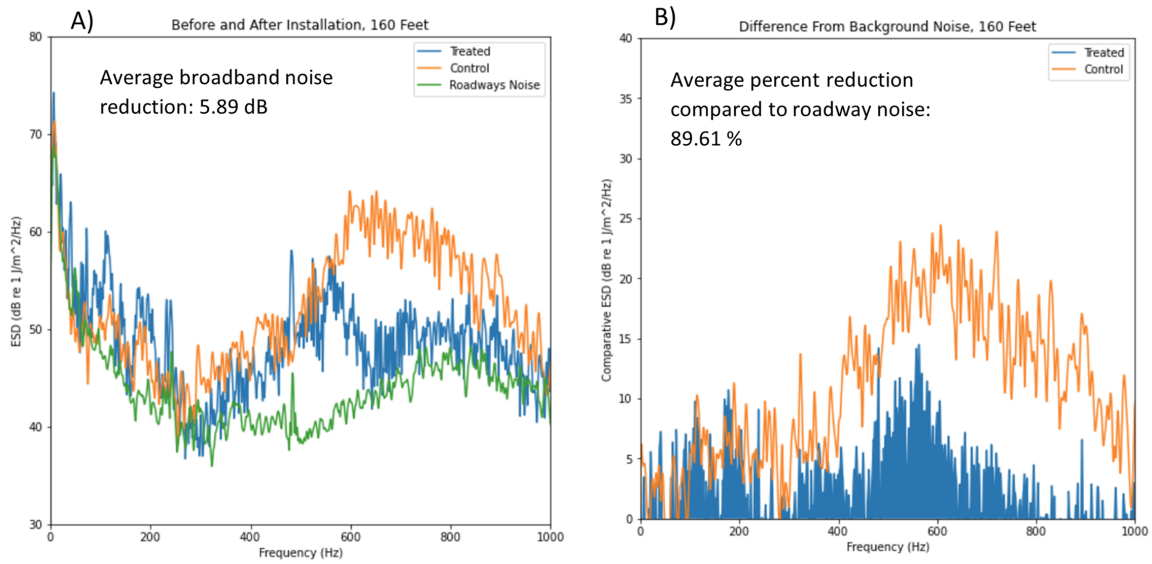 A)
Before and After Installation, 160 Feet
Average broadband noise
reduction: 5.89 dB
Treated
Control
Roadways Noise
ESD (dB re 1 J/m^2/Hz)
80
70
60
50
40
30
0
200
400
600
800
1000
Frequency (Hz)
B)
Difference From Background Noise, 160 Feet
Average percent reduction
compared to roadway noise:
89.61 %
Treated
Control
Comparative ESD (dB re 1 J/m^2/Hz)
40
35
30
25
20
15
10
5
0
0
200
400
600
800
1000
Frequency (Hz)